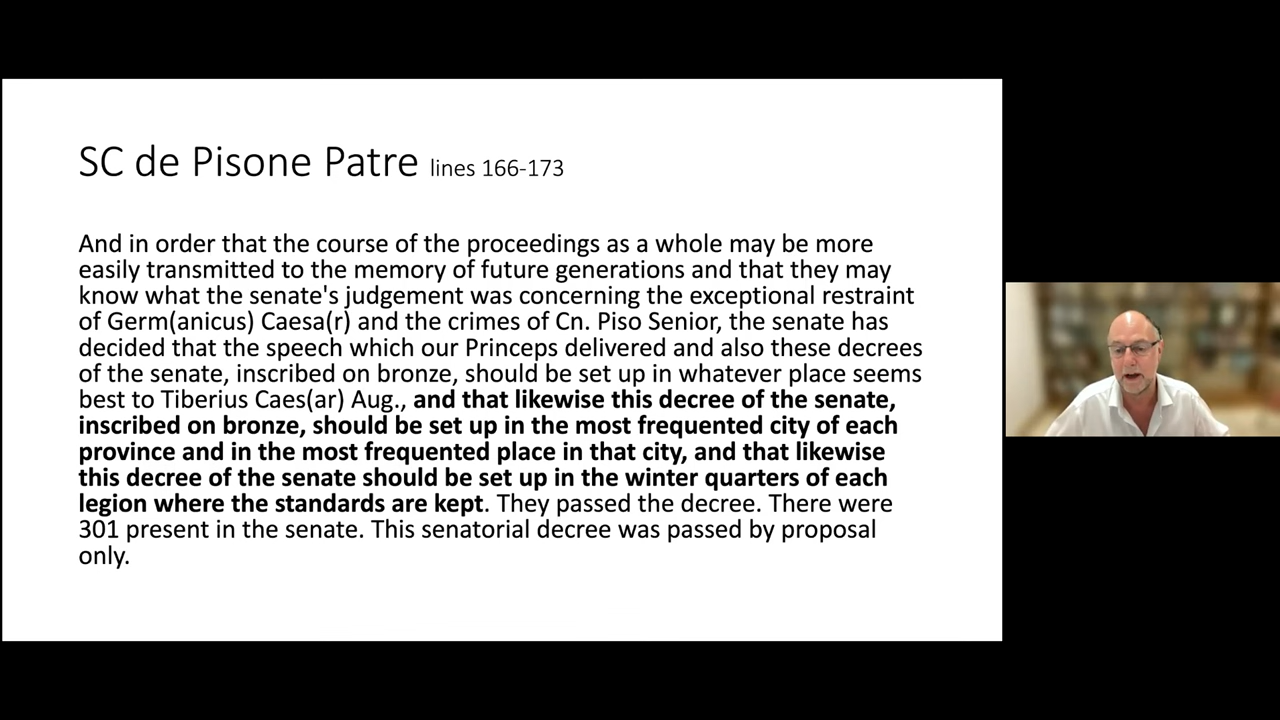 SC de Pisone Patre lines 166-173
And in order that the course of the proceedings as a whole may be more
easily transmitted to the memory of future generations and that they may
know what the senate's judgement was concerning the exceptional restraint
of Germ(anicus) Caesa(r) and the crimes of Cn. Piso Senior, the senate has
decided that the speech which our Princeps delivered and also these decrees
of the senate, inscribed on bronze, should be set up in whatever place seems
best to Tiberius Caes(ar) Aug., and that likewise this decree of the senate,
inscribed on bronze, should be set up in the most frequented city of each
province and in the most frequented place in that city, and that likewise
this decree of the senate should be set up in the winter quarters of each
legion where the standards are kept. They passed the decree. There were
301 present in the senate. This senatorial decree was passed by proposal
only.